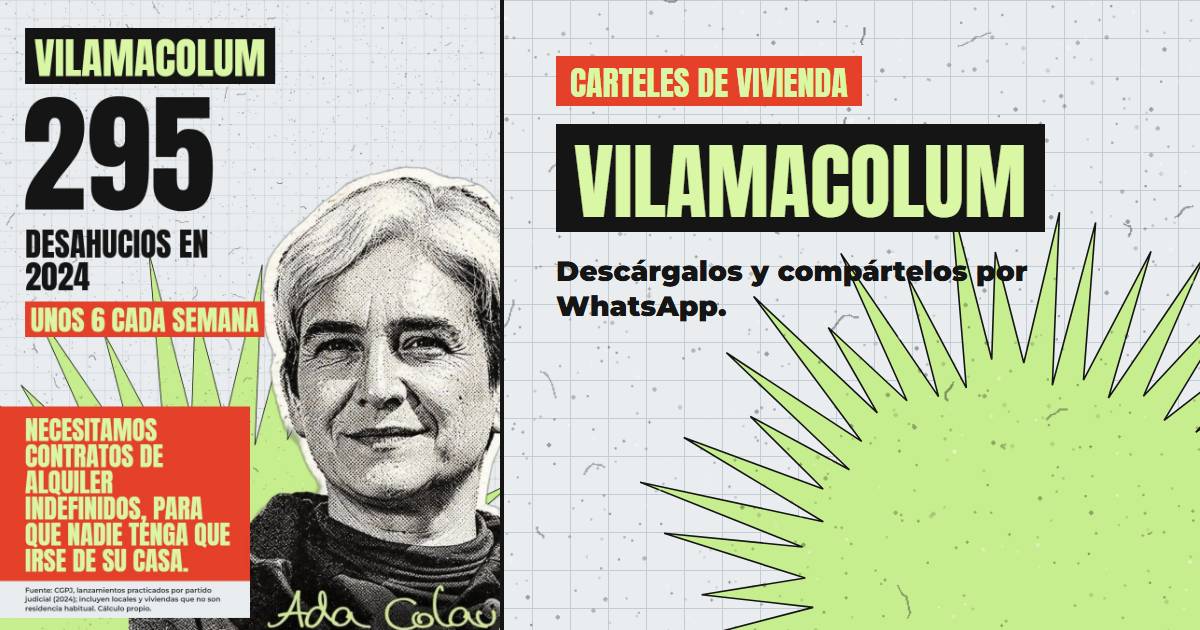 VILAMACOLUM
295
DESAHUCIOS EN
2024
UNOS 6 CADA SEMANA
NECESITAMOS
CONTRATOS DE
ALQUILER
INDEFINIDOS, PARA
QUE NADIE TENGA QUE
IRSE DE SU CASA.
Fuente: CGPJ, lanzamientos practicados por partido
judicial (2024); incluyen locales y viviendas que no son
residencia habitual. Cálculo propio.
Ada Colau
CARTELES DE VIVIENDA
VILAMACOLUM
Descárgalos y compártelos por
WhatsApp.